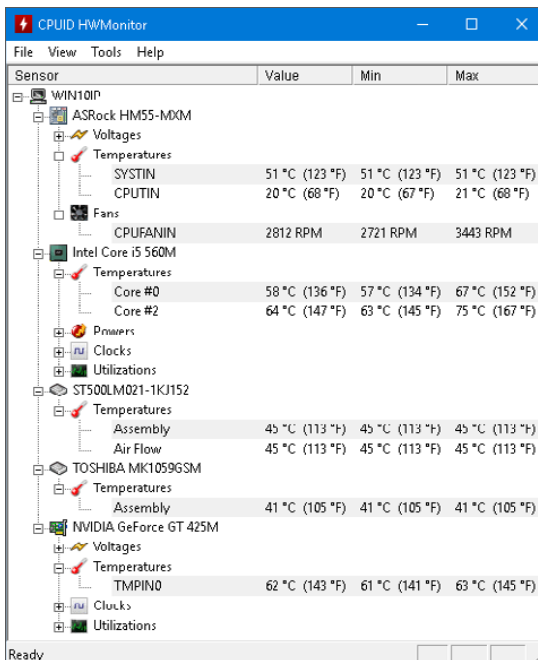 CPUID HWMonitor
File View Tools Help
Sensor Value Min Max
WIN10IP
ASRock HM55-MXM
Voltages
Temperatures
SYSTIN 51 °C (123 °F) 51 °C (123 °F) 51 °C (123 °F)
CPUTIN 20 °C (68 °F) 20 °C (67 °F) 21 °C (68 °F)
Fans
CPUFANIN 2812 RPM 2721 RPM 3443 RPM
Intel Core i5 560M
Temperatures
Core #0 58 °C (136 °F) 57 °C (134 °F) 67 °C (152 °F)
Core #2 64 °C (147 °F) 63 °C (145 °F) 75 °C (167 °F)
Powers
Clocks
Utilizations
ST500LM021-1KJ152
Temperatures
Assembly 45 °C (113 °F) 45 °C (113 °F) 45 °C (113 °F)
Air Flow 45 °C (113 °F) 45 °C (113 °F) 45 °C (113 °F)
TOSHIBA MK1059GSM
Temperatures
Assembly 41 °C (105 °F) 41 °C (105 °F) 41 °C (105 °F)
NVIDIA GeForce GT 425M
Voltages
Temperatures
TMPIN0 62 °C (143 °F) 61 °C (141 °F) 63 °C (145 °F)
Clocks
Utilizations
Ready